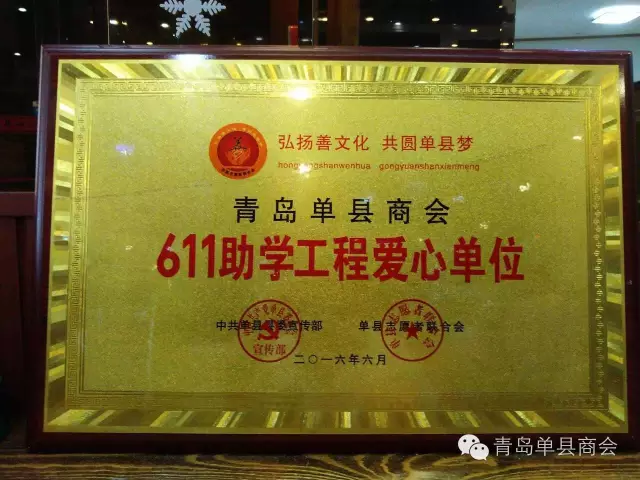 弘扬善文化 共圆单县梦
hongyangshanwenhua gongyuanshanxianmeng
青岛单县商会
611助学工程爱心单位
中共单县县委宣传部 单县志愿者联合会
宣传部
二〇一六年六月
青岛单县商会